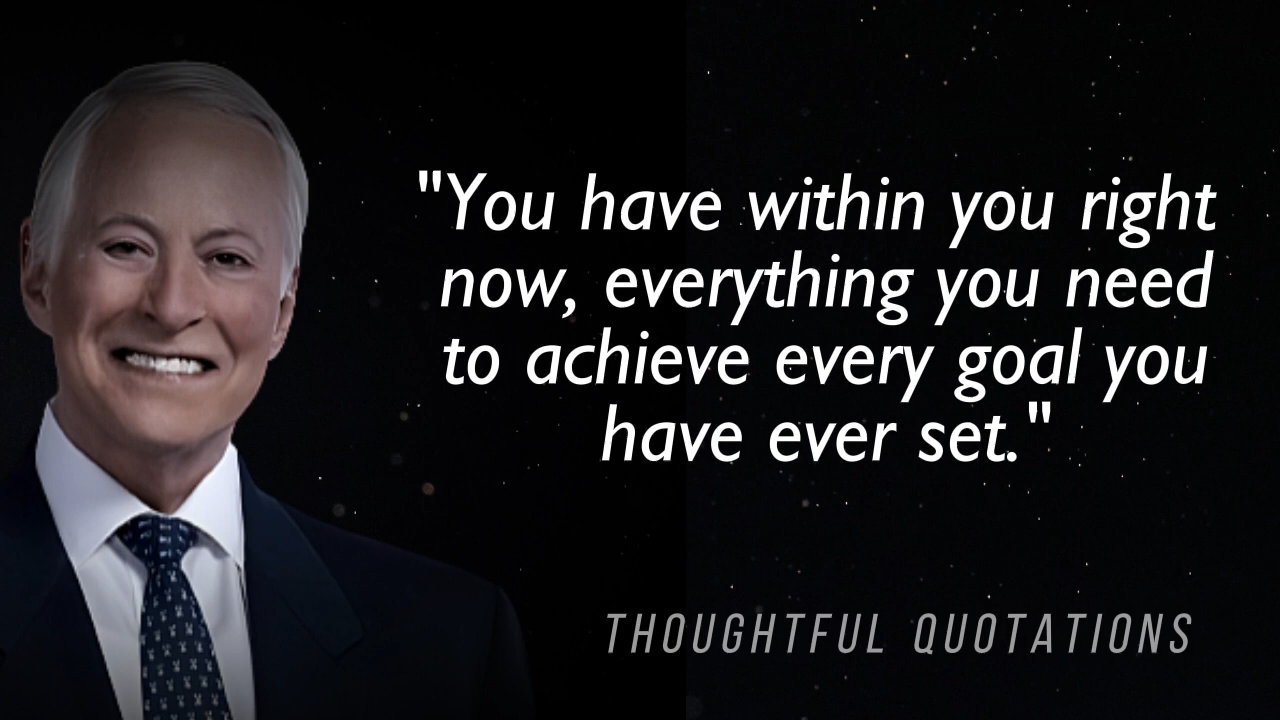 "You have within you right
now, everything you need
to achieve every goal you
have ever set."
THOUGHTFUL QUOTATIONS